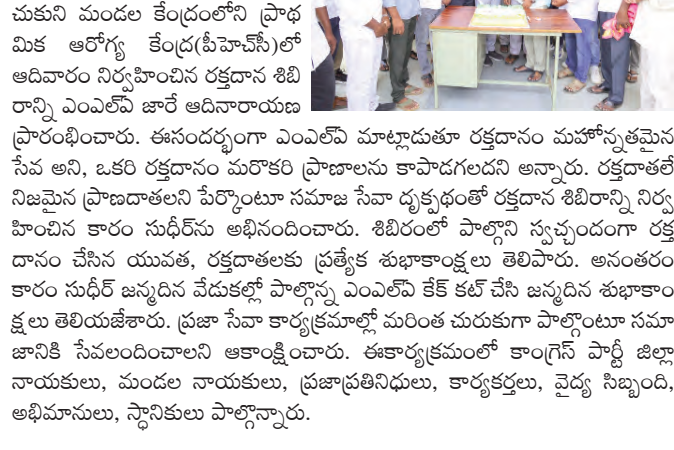 చుకుని మండల కేంద్రంలోని ప్రాథ
మిక ఆరోగ్య కేంద్ర(పీహెచ్‌సీ)లో
ఆదివారం నిర్వహించిన రక్తదాన శిబి
రాన్ని ఎంఎల్ఏ జారే ఆదినారాయణ
ప్రారంభించారు. ఈసందర్భంగా ఎంఎల్ఏ మాట్లాడుతూ రక్తదానం మహోన్నతమైన
సేవ అని, ఒకరి రక్తదానం మరొకరి ప్రాణాలను కాపాడగలదని అన్నారు. రక్తదాతలే
నిజమైన ప్రాణదాతలని పేర్కొంటూ సమాజ సేవా దృక్పథంతో రక్తదాన శిబిరాన్ని నిర్వ
హించిన కారం సుధీర్‌ను అభినందించారు. శిబిరంలో పాల్గొని స్వచ్ఛందంగా రక్త
దానం చేసిన యువత, రక్తదాతలకు ప్రత్యేక శుభాకాంక్షలు తెలిపారు. అనంతరం
కారం సుధీర్ జన్మదిన వేడుకల్లో పాల్గొన్న ఎంఎల్ఏ కేక్ కట్ చేసి జన్మదిన శుభాకాం
క్షలు తెలియజేశారు. ప్రజా సేవా కార్యక్రమాల్లో మరింత చురుకుగా పాల్గొంటూ సమా
జానికి సేవలందించాలని ఆకాంక్షించారు. ఈకార్యక్రమంలో కాంగ్రెస్ పార్టీ జిల్లా
నాయకులు, మండల నాయకులు, ప్రజాప్రతినిధులు, కార్యకర్తలు, వైద్య సిబ్బంది,
అభిమానులు, స్థానికులు పాల్గొన్నారు.